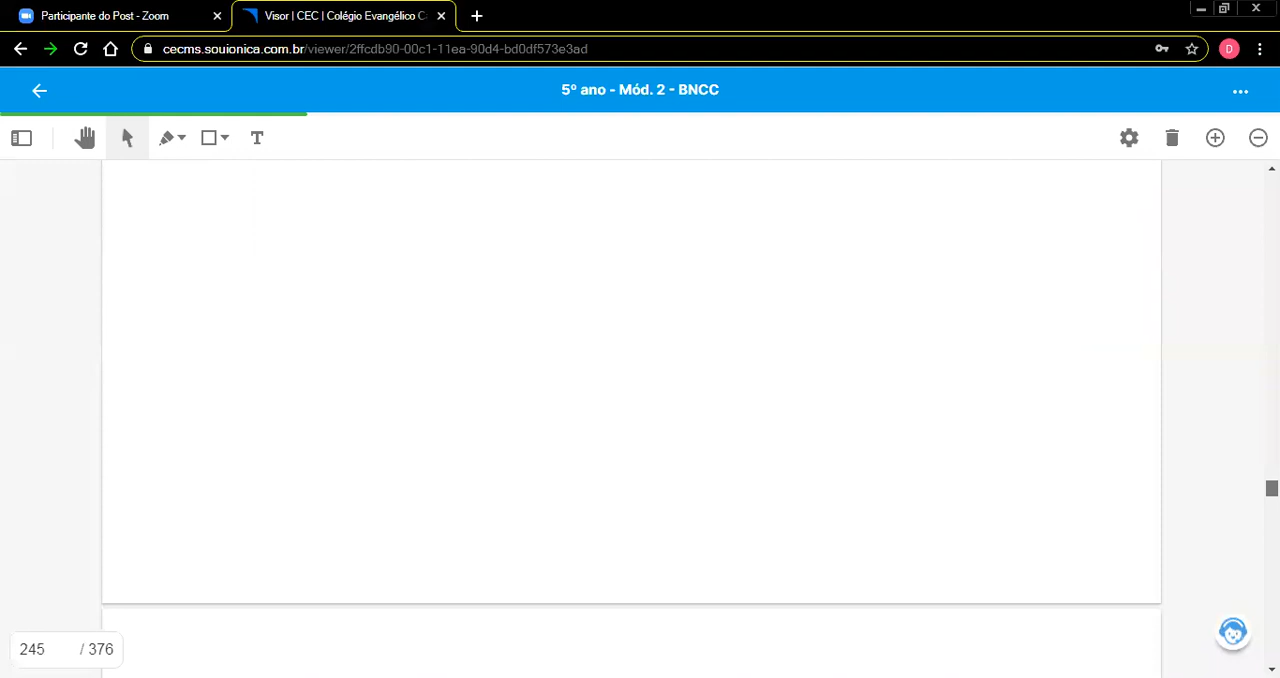 Participante do Post - Zoom
Visor | CEC | Colégio Evangélico C
cecms.souionica.com.br/viewer/2ffcdb90-00c1-11ea-90d4-bd0df573e3ad
D
5º ano - Mód. 2 - BNCC
T
245 / 376